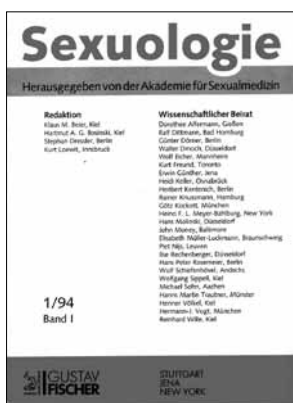 Sexuologie
Herausgegeben von der Akademie für Sexualmedizin
Redaktion
Klaus M. Beier, Kiel
Hartmut A. G. Bosinski, Kiel
Stephan Dressler, Berlin
Kurt Loewit, Innsbruck
Wissenschaftlicher Beirat
Dorothee Alfermann, Gießen
Ralf Dittmann, Bad Homburg
Günter Dörner, Berlin
Walter Dmoch, Düsseldorf
Wolf Eicher, Mannheim
Kurt Freund, Toronto
Erwin Günther, Jena
Heidi Keller, Osnabrück
Heribert Kentenich, Berlin
Rainer Knussmann, Hamburg
Götz Kockott, München
Heino F. L. Meyer-Bahlburg, New York
Hans Molinski, Düsseldorf
John Money, Baltimore
Elisabeth Müller-Luckmann, Braunschweig
Piet Nijs, Leuven
Ilse Rechenberger, Düsseldorf
Hans Peter Rosemeier, Berlin
Wulf Schiefenhövel, Andechs
Wolfgang Sippell, Kiel
Michael Sohn, Aachen
Hanns Martin Trautner, Münster
Henner Völkel, Kiel
Hermann-J. Vogt, München
Reinhard Wille, Kiel
1/94
Band 1
GUSTAV
FISCHER
STUTTGART
JENA
NEW YORK